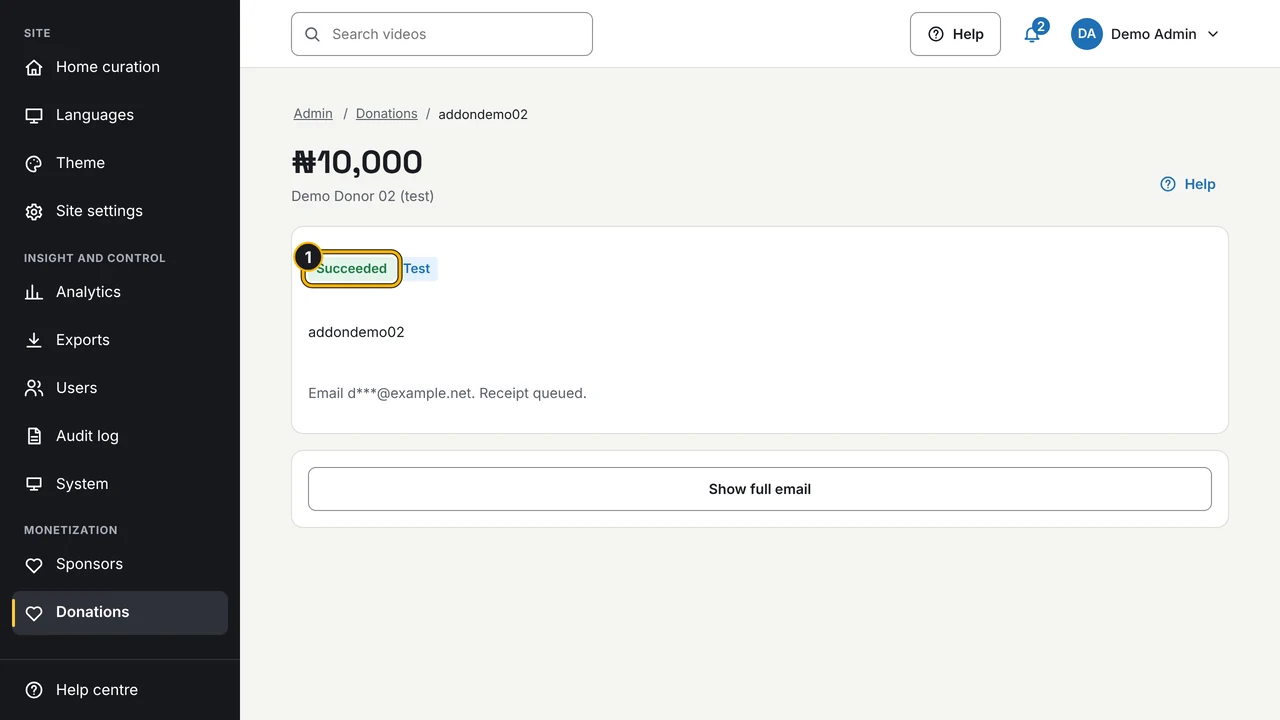 SITE
Home curation
Languages
Theme
Site settings
INSIGHT AND CONTROL
Analytics
Exports
Users
Audit log
System
MONETIZATION
Sponsors
Donations
Help centre
Search videos
Help
2
DA Demo Admin
Admin / Donations / addondemo02
₦10,000
Demo Donor 02 (test)
Help
1
Succeeded Test
addondemo02
Email d***@example.net. Receipt queued.
Show full email